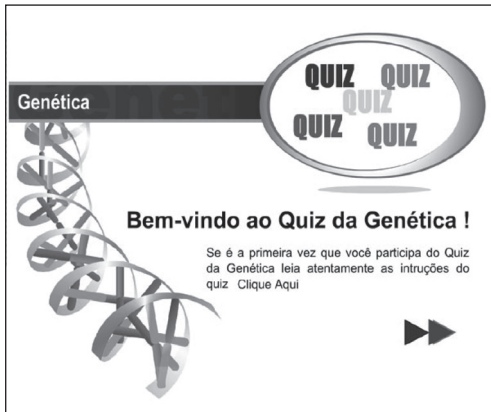 QUIZ QUIZ
QUIZ
QUIZ QUIZ
Genética
Bem-vindo ao Quiz da Genética !
Se é a primeira vez que você participa do Quiz
da Genética leia atentamente as intruções do
quiz Clique Aqui